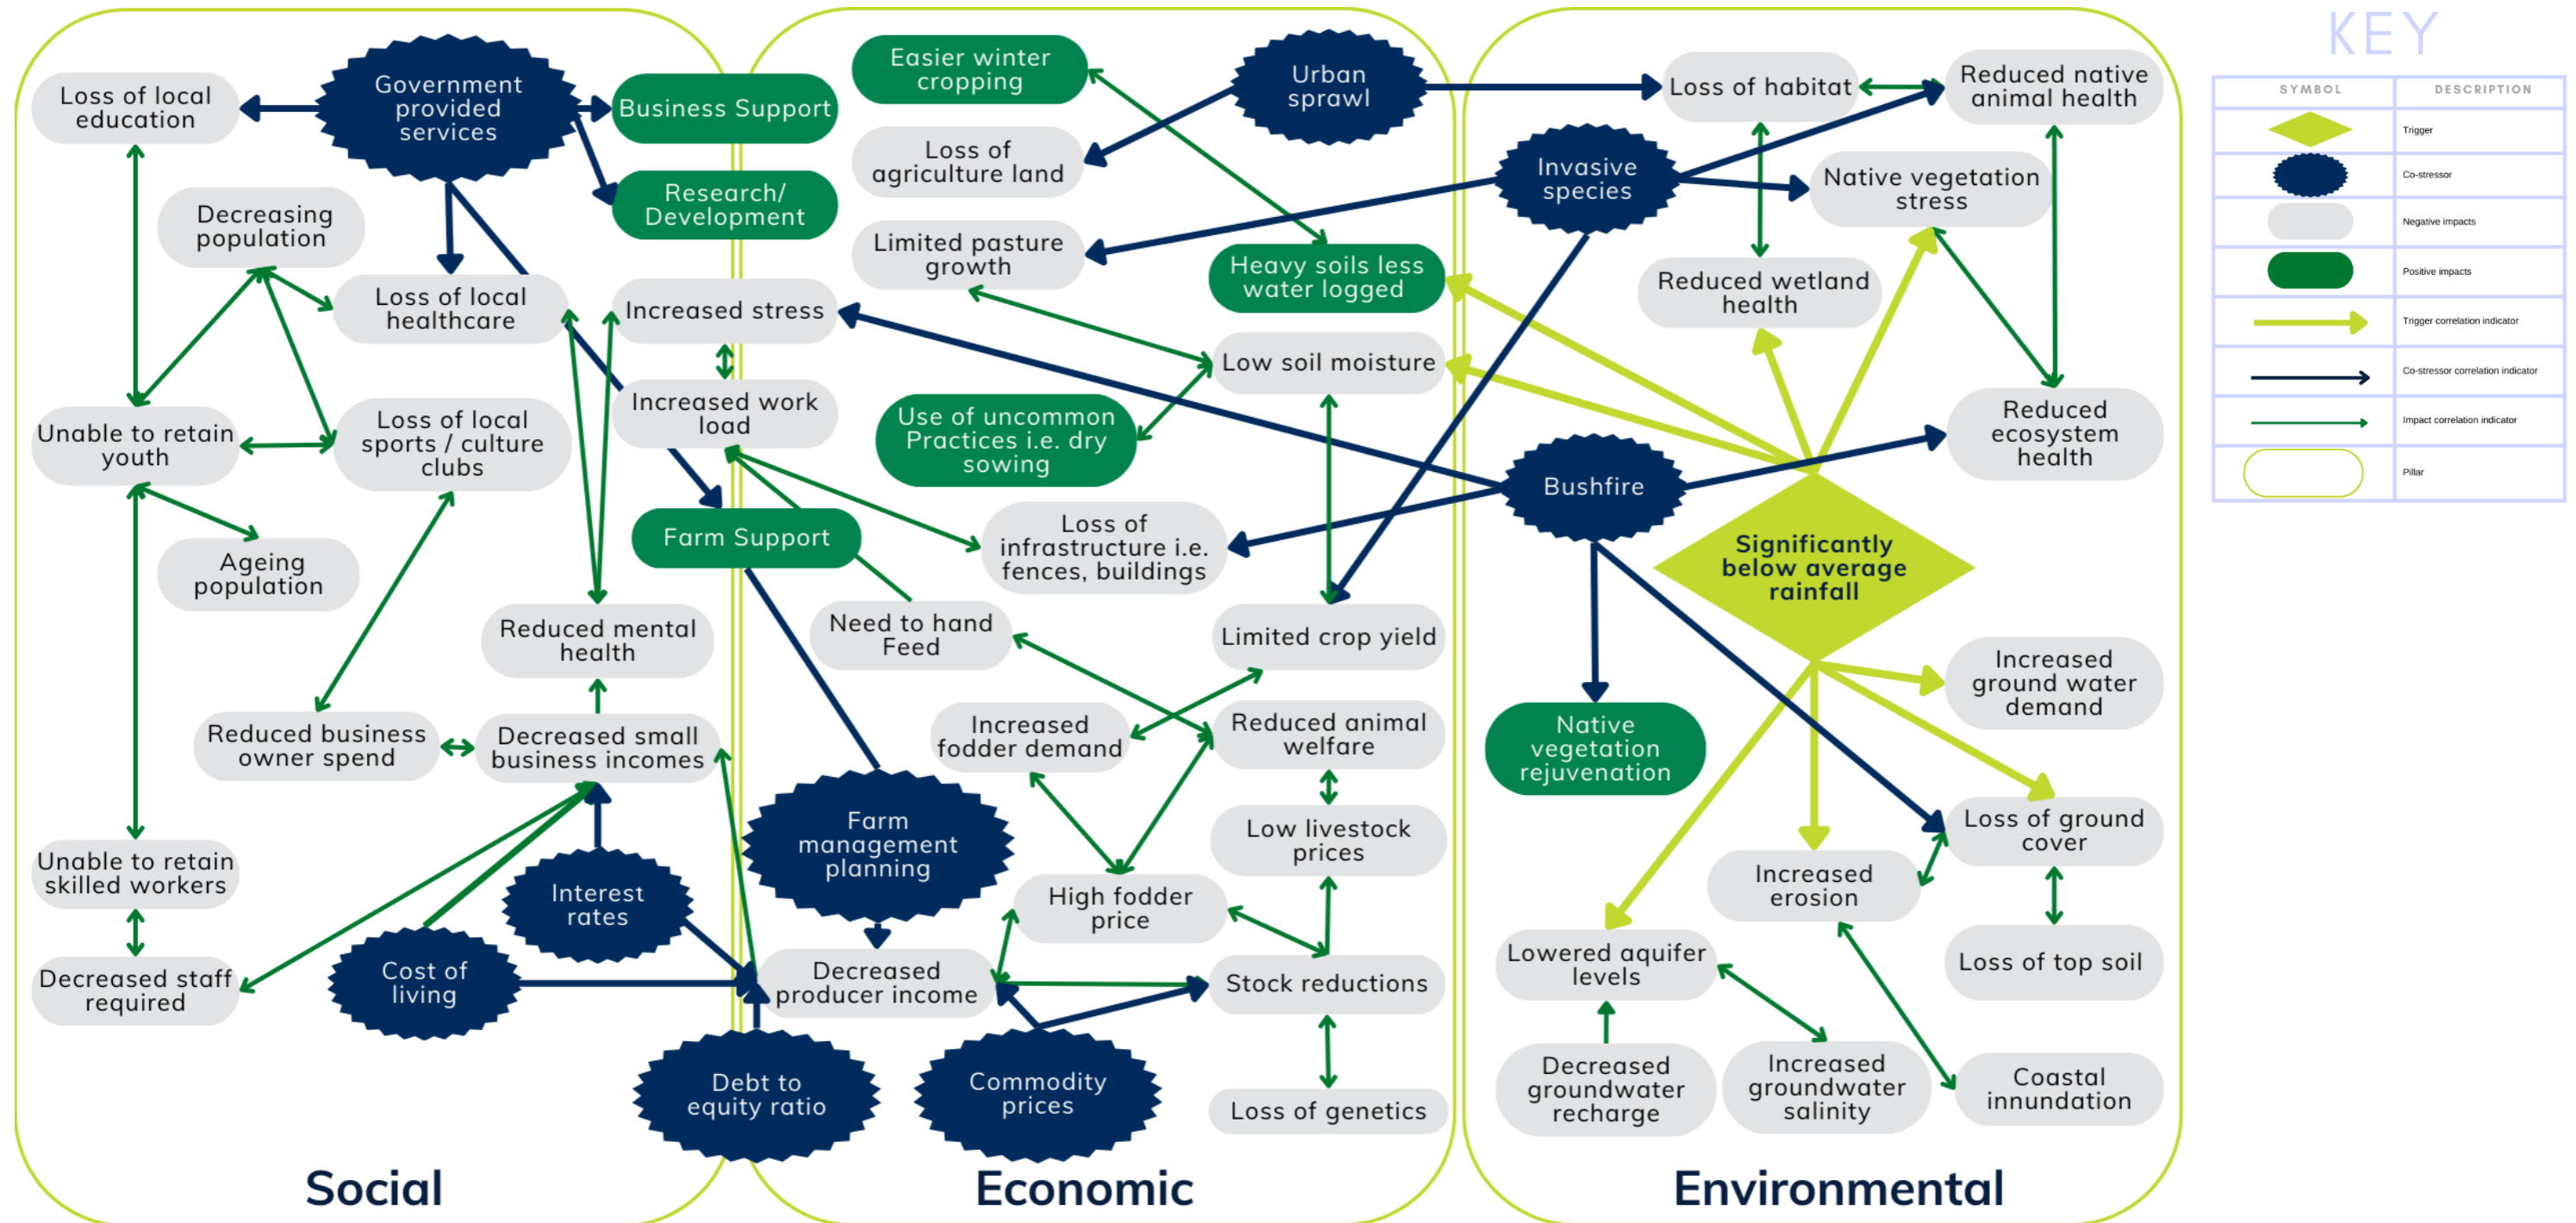 Loss of local
education
Government
provided
services
Business Support
Research/
Development
Decreasing
population
Loss of local
healthcare
Increased stress
Increased work
load
Unable to retain
youth
Loss of local
sports / culture
clubs
Ageing
population
Farm Support
Reduced mental
health
Reduced business
owner spend
Decreased small
business incomes
Unable to retain
skilled workers
Interest
rates
Decreased staff
required
Cost of
living
Debt to
equity ratio
Social
Easier winter
cropping
Urban
sprawl
Loss of
agriculture land
Limited pasture
growth
Heavy soils less
water logged
Low soil moisture
Use of uncommon
Practices i.e. dry
sowing
Loss of
infrastructure i.e.
fences, buildings
Need to hand
Feed
Limited crop yield
Increased
fodder demand
Reduced animal
welfare
Farm
management
planning
Low livestock
prices
High fodder
price
Decreased
producer income
Stock reductions
Commodity
prices
Loss of genetics
Economic
Loss of habitat
Reduced native
animal health
Invasive
species
Native vegetation
stress
Reduced wetland
health
Reduced
ecosystem
health
Bushfire
Significantly
below average
rainfall
Increased
ground water
demand
Native
vegetation
rejuvenation
Loss of ground
cover
Increased
erosion
Lowered aquifer
levels
Loss of top soil
Decreased
groundwater
recharge
Increased
groundwater
salinity
Coastal
innundation
Environmental
KEY
SYMBOL DESCRIPTION
Trigger
Co-stressor
Negative impacts
Positive impacts
Trigger correlation indicator
Co-stressor correlation indicator
Impact correlation indicator
Pillar